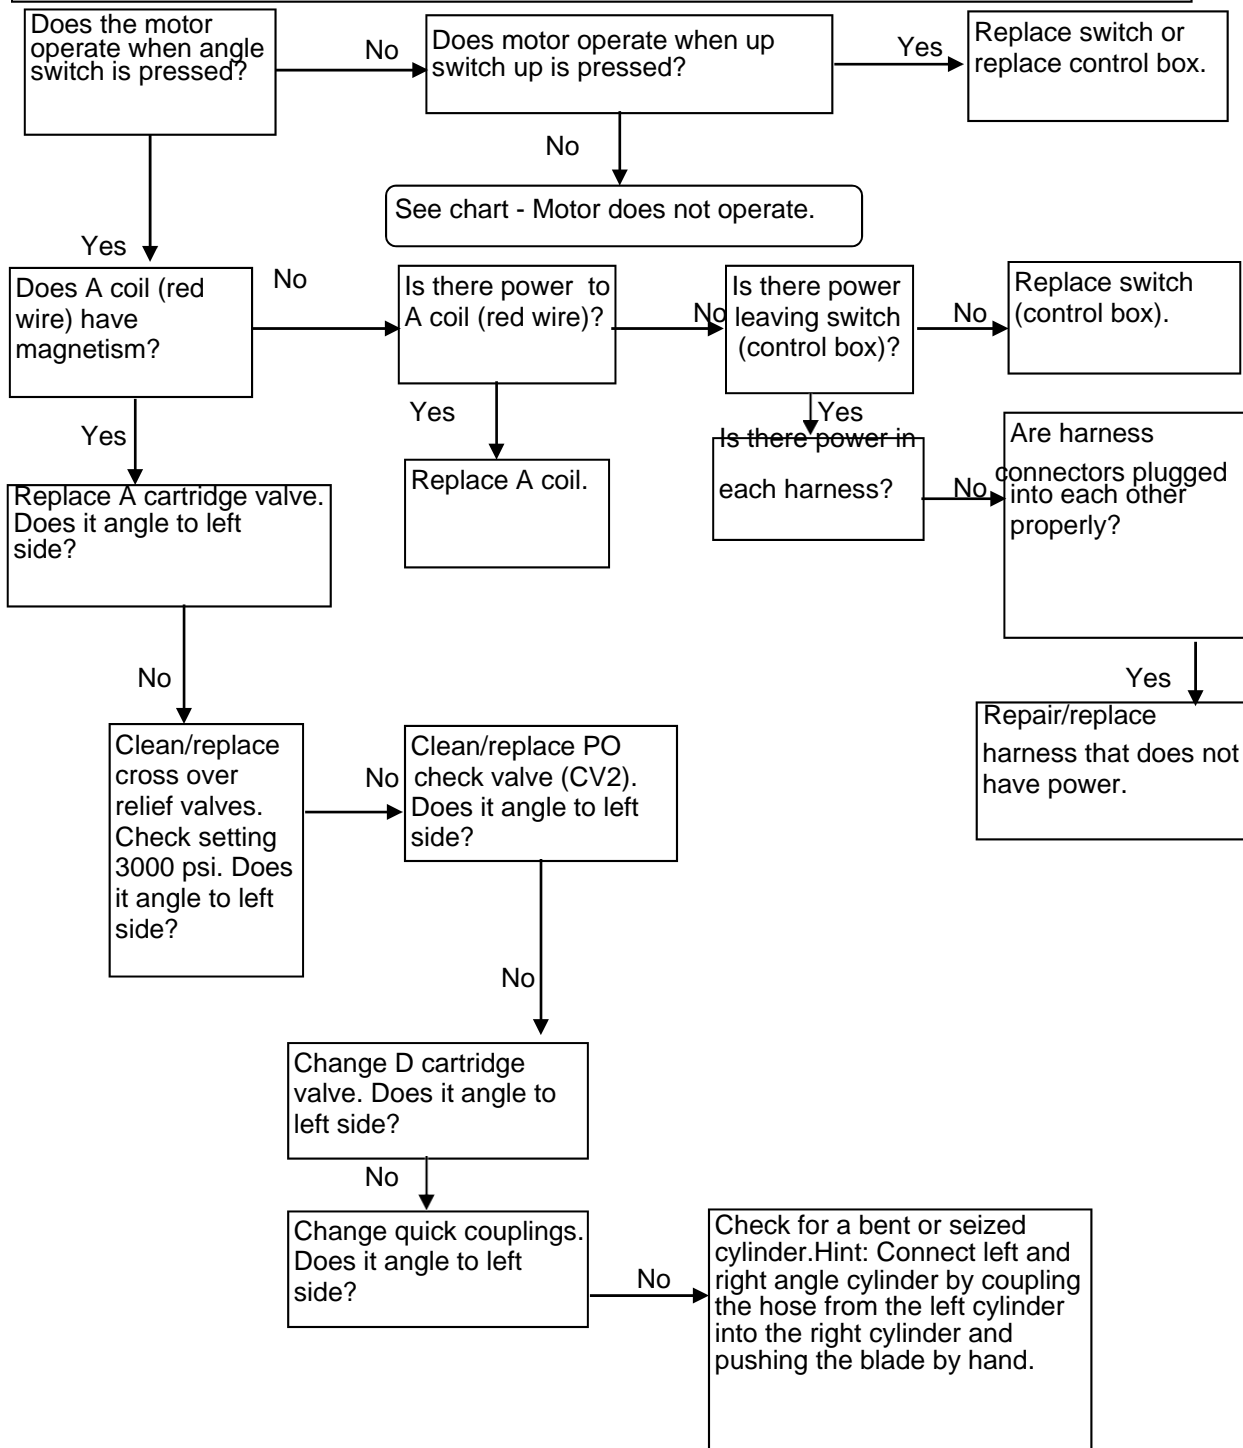 Does the motor
operate when angle
switch is pressed?
No
Does motor operate when up
switch up is pressed?
Yes
Replace switch or
replace control box.
No
See chart - Motor does not operate.
Yes
Does A coil (red
wire) have
magnetism?
No
Is there power to
A coil (red wire)?
No
Is there power
leaving switch
(control box)?
No
Replace switch
(control box).
Yes
Yes
Yes
Replace A cartridge valve.
Does it angle to left
side?
Replace A coil.
Is there power in
each harness?
No
Are harness
connectors plugged
into each other
properly?
No
Yes
Clean/replace
cross over
relief valves.
Check setting
3000 psi. Does
it angle to left
side?
No
Clean/replace PO
check valve (CV2).
Does it angle to left
side?
Repair/replace
harness that does not
have power.
No
Change D cartridge
valve. Does it angle to
left side?
No
Change quick couplings.
Does it angle to left
side?
No
Check for a bent or seized
cylinder.Hint: Connect left and
right angle cylinder by coupling
the hose from the left cylinder
into the right cylinder and
pushing the blade by hand.